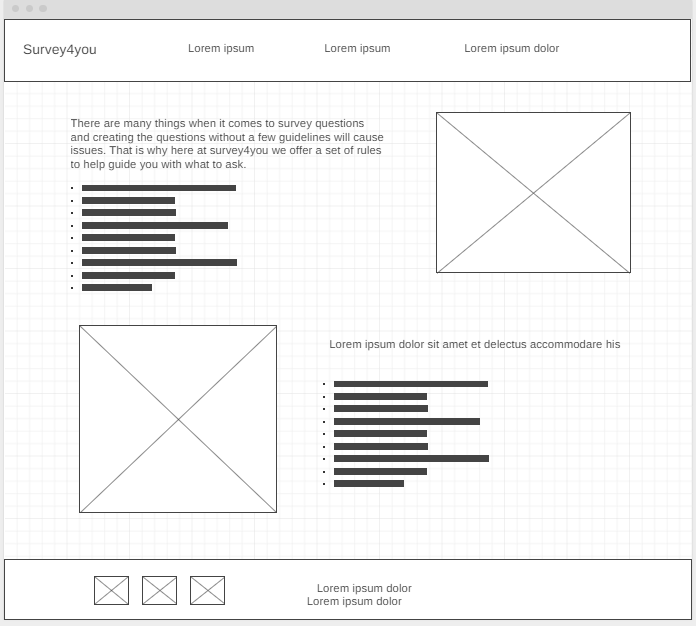 Survey4you
Lorem ipsum
Lorem ipsum
Lorem ipsum dolor
There are many things when it comes to survey questions
and creating the questions without a few guidelines will cause
issues. That is why here at survey4you we offer a set of rules
to help guide you with what to ask.
Lorem ipsum dolor sit amet et delectus accommodare his
Lorem ipsum dolor
Lorem ipsum dolor